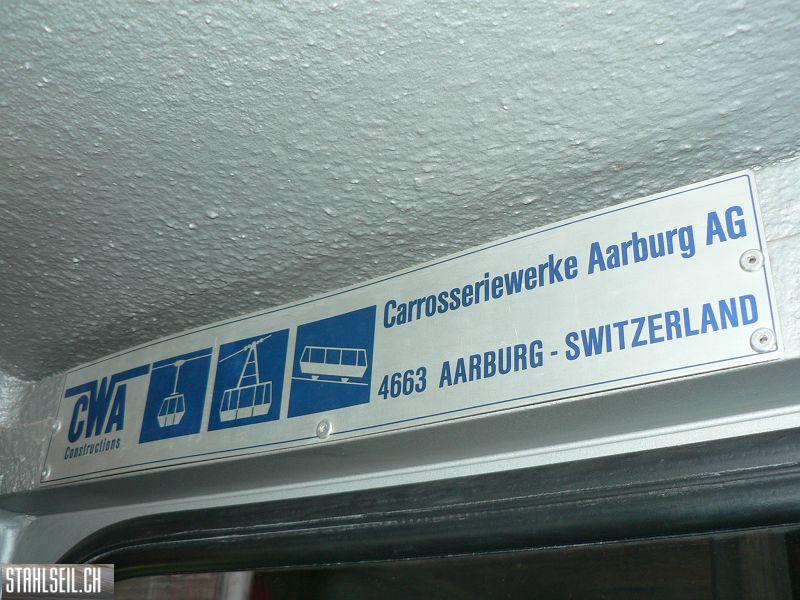 CWA
Constructions
Carrosseriewerke Aarburg AG
4663 AARBURG - SWITZERLAND
STAHLSEIL.CH